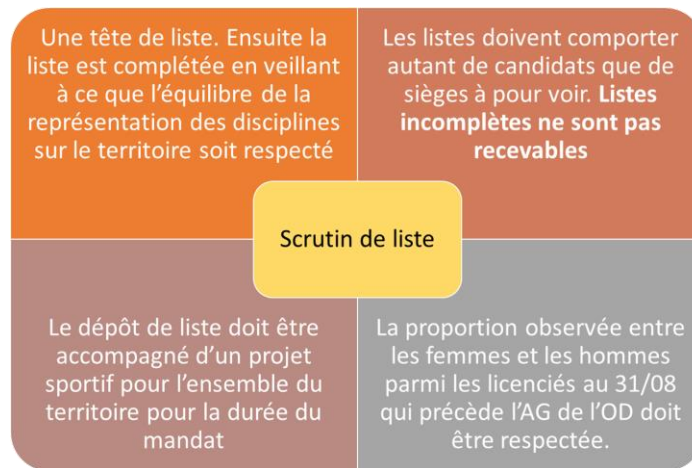 Une tête de liste. Ensuite la
liste est complétée en veillant
à ce que l'équilibre de la
représentation des disciplines
sur le territoire soit respecté
Les listes doivent comporter
autant de candidats que de
sièges à pour voir. Listes
incomplètes ne sont pas
recevables
Scrutin de liste
Le dépôt de liste doit être
accompagné d'un projet
sportif pour l'ensemble du
territoire pour la durée du
mandat
La proportion observée entre
les femmes et les hommes
parmi les licenciés au 31/08
qui précède l'AG de l'OD doit
être respectée.